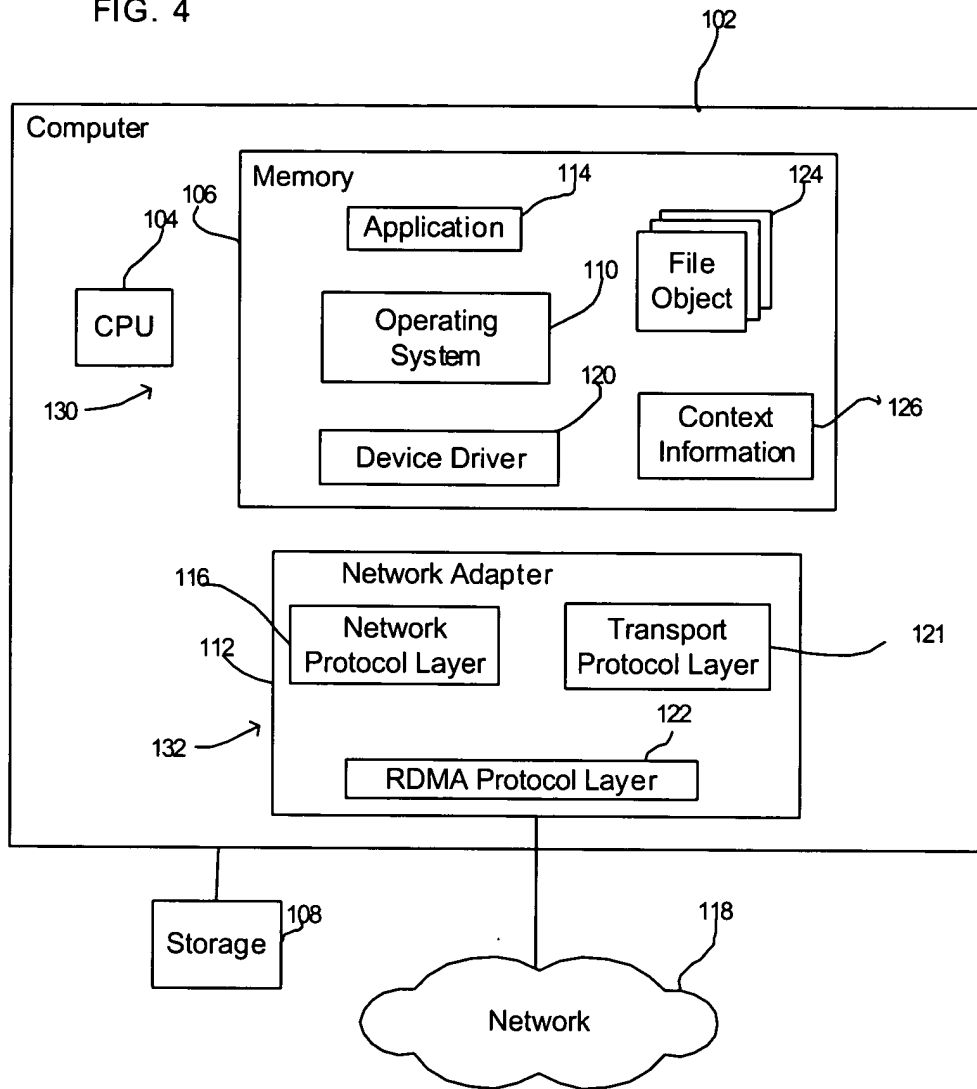 FIG. 4
102
Computer
Memory
106
104
114
124
Application
File
Object
110
CPU
Operating
System
130
120
126
Context
Information
Device Driver
Network Adapter
116
Network
Protocol Layer
Transport
Protocol Layer
121
112
122
132
RDMA Protocol Layer
108
Storage
118
Network